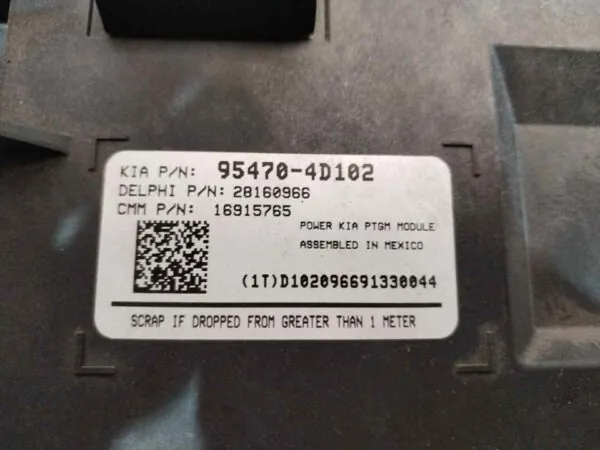 KIA P/N: 95470-4D102
DELPHI P/N: 28160966
CMM P/N: 16915765
POWER KIA PTGM MODULE
ASSEMBLED IN MEXICO
(1T)D102096691330044
SCRAP IF DROPPED FROM GREATER THAN 1 METER